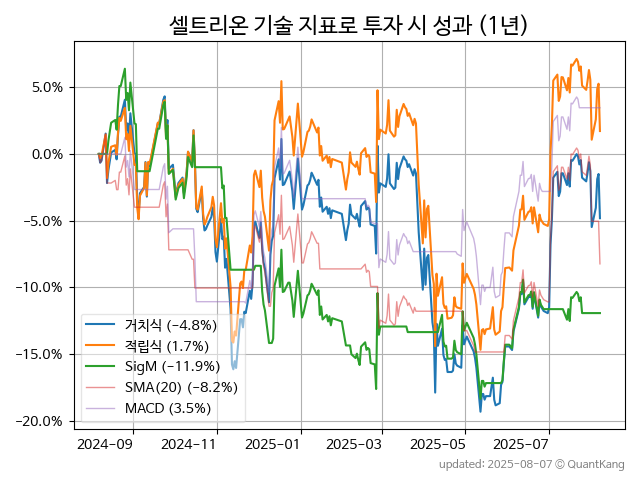 셀트리온 기술 지표로 투자 시 성과 (1년)
5.0%
0.0%
−5.0%
−10.0%
−15.0%
−20.0%
거치식 (−4.8%)
적립식 (1.7%)
SigM (−11.9%)
SMA(20) (−8.2%)
MACD (3.5%)
2024−09
2024−11
2025−01
2025−03
2025−05
2025−07
updated: 2025−08−07 © QuantKang